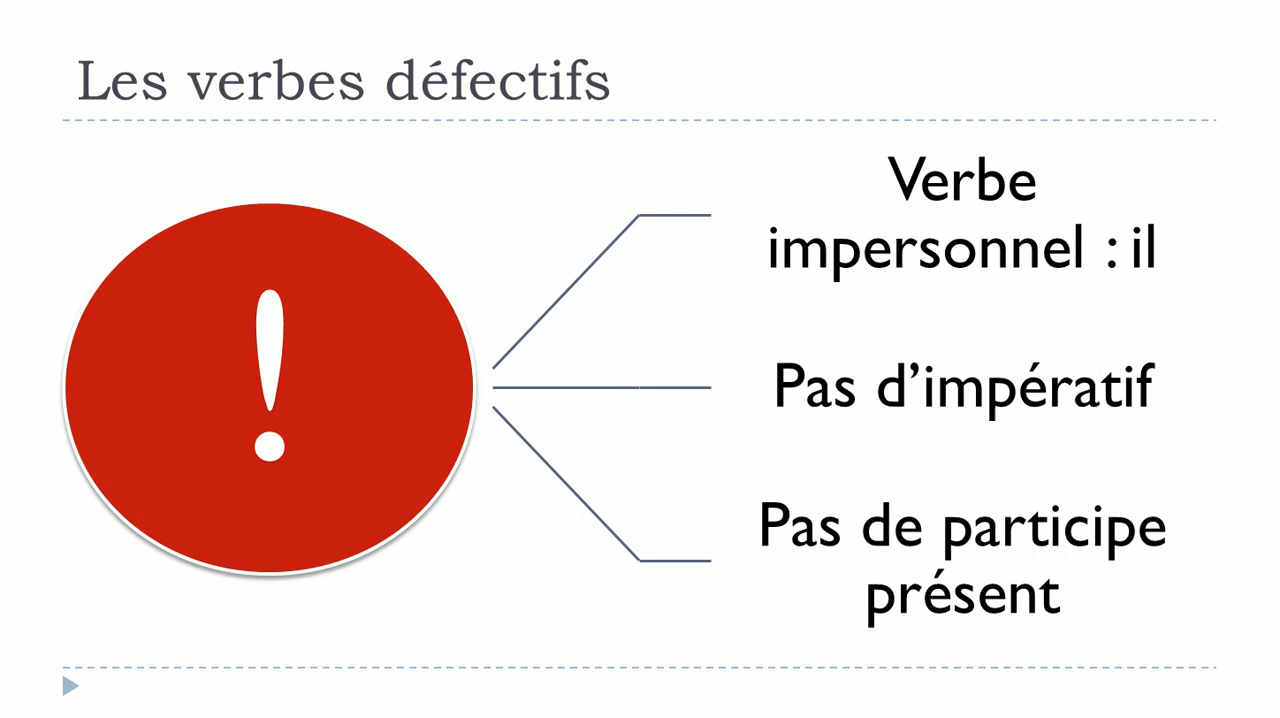 Les verbes défectifs
!
Verbe
impersonnel : il
Pas d’impératif
Pas de participe
présent